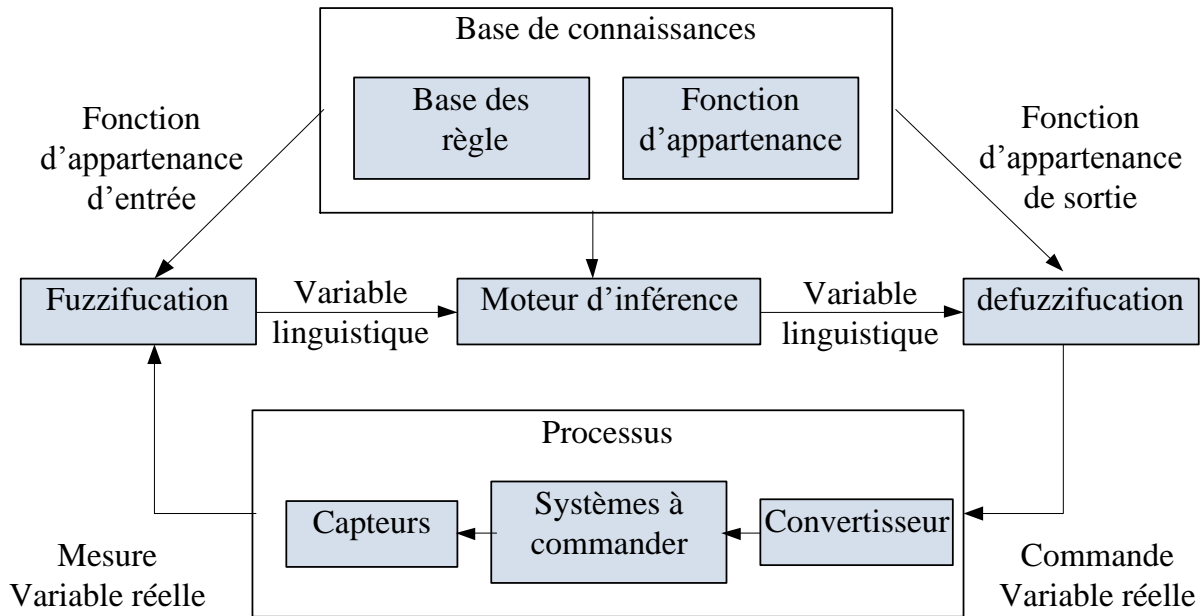 Base de connaissances
Base des
règle
Fonction
d’appartenance
Fonction
d’appartenance
d’entrée
Fonction
d’appartenance
de sortie
Fuzzifucation
Variable
linguistique
Moteur d’inférence
Variable
linguistique
defuzzifucation
Processus
Capteurs
Systèmes à
commander
Convertisseur
Mesure
Variable réelle
Commande
Variable réelle